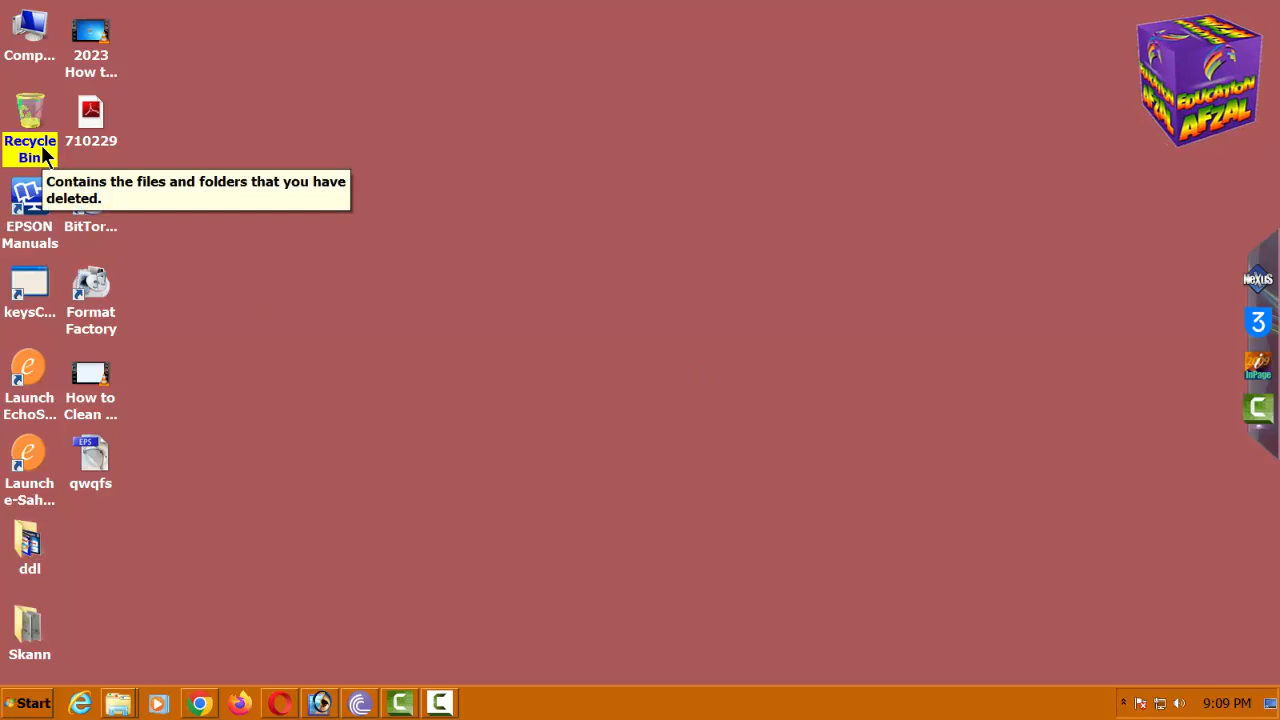 Comp...
2023
How t...
Recycle
Bin
710229
Contains the files and folders that you have
deleted.
EPSON
Manuals
BitTor...
keysC...
Format
Factory
Launch
EchoS...
How to
Clean ...
Launch
e-Sah...
EPS
qwqfs
ddl
Skann
EDUCATION
AFZAL
NeXuS
3
InPage
Start
9:09 PM